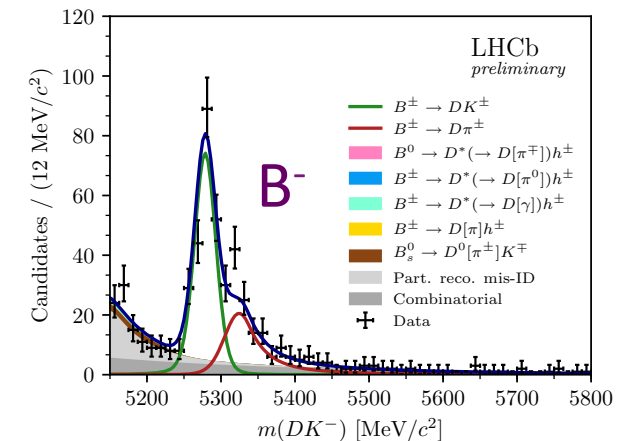 120
100
80
60
40
20
0
Candidates / (12 MeV/c²)
LHCb
preliminary
B⁻
B± → DK±
B± → Dπ±
B⁰ → D*(→ D[π∓])h±
B± → D*(→ D[π⁰])h±
B± → D*(→ D[γ])h±
B± → D[π]h±
B⁰ₛ → D⁰[π±]K∓
Part. reco. mis-ID
Combinatorial
Data
5200 5300 5400 5500 5600 5700 5800
m(DK⁻) [MeV/c²]